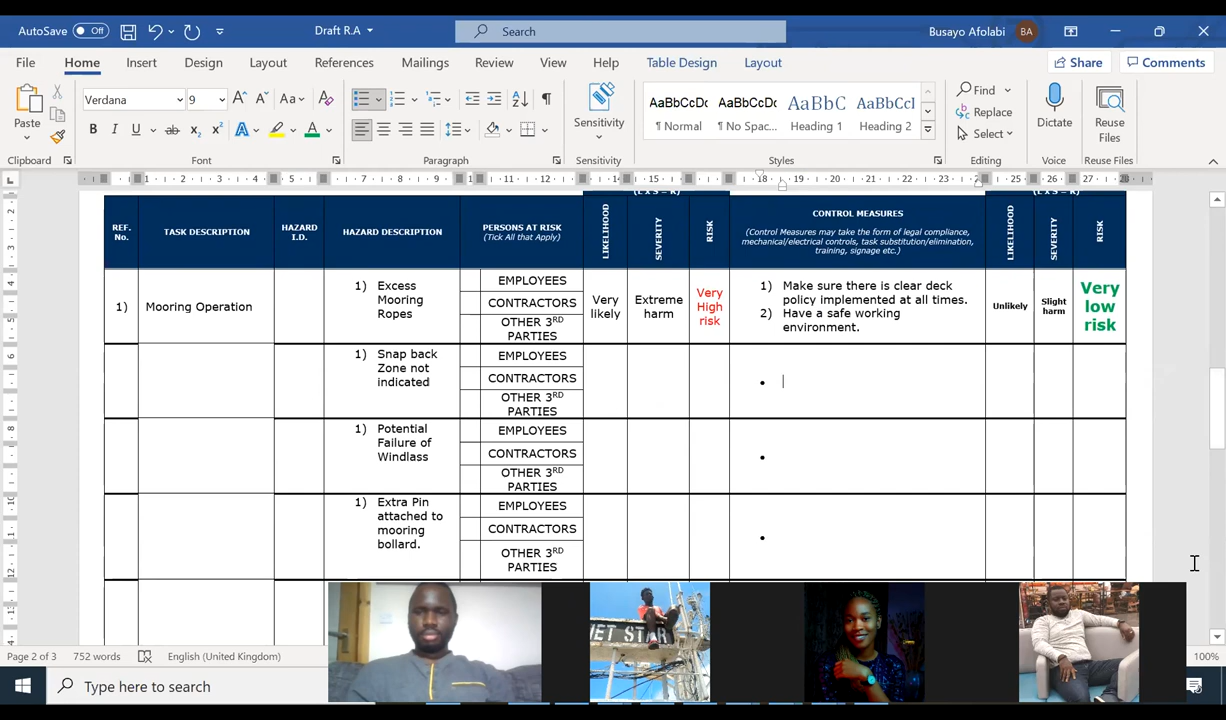 AutoSave Off Draft R.A Search Busayo Afolabi BA
File Home Insert Design Layout References Mailings Review View Help Table Design Layout Share Comments
Paste Verdana 9 Aa Sensitivity AaBbCcDc AaBbCcDc AaBbC AaBbCcI Find Replace Select Dictate Reuse Files
B I U ab x₂ x² A A ¶ Normal ¶ No Spac... Heading 1 Heading 2
Clipboard Font Paragraph Sensitivity Styles Editing Voice Reuse Files
REF. No. TASK DESCRIPTION HAZARD I.D. HAZARD DESCRIPTION PERSONS AT RISK (Tick All that Apply) LIKELIHOOD SEVERITY RISK CONTROL MEASURES LIKELIHOOD SEVERITY RISK
(Control Measures may take the form of legal compliance,
mechanical/electrical controls, task substitution/elimination,
training, signage etc.)
1) Mooring Operation
1) Excess
Mooring
Ropes
EMPLOYEES
CONTRACTORS
OTHER 3RD
PARTIES
Very
likely
Extreme
harm
Very
High
risk
1) Make sure there is clear deck
policy implemented at all times.
2) Have a safe working
environment.
Unlikely
Slight
harm
Very
low
risk
1) Snap back
Zone not
indicated
EMPLOYEES
CONTRACTORS
OTHER 3RD
PARTIES
•
1) Potential
Failure of
Windlass
EMPLOYEES
CONTRACTORS
OTHER 3RD
PARTIES
•
1) Extra Pin
attached to
mooring
bollard.
EMPLOYEES
CONTRACTORS
OTHER 3RD
PARTIES
•
Page 2 of 3 752 words English (United Kingdom) 100%
Type here to search